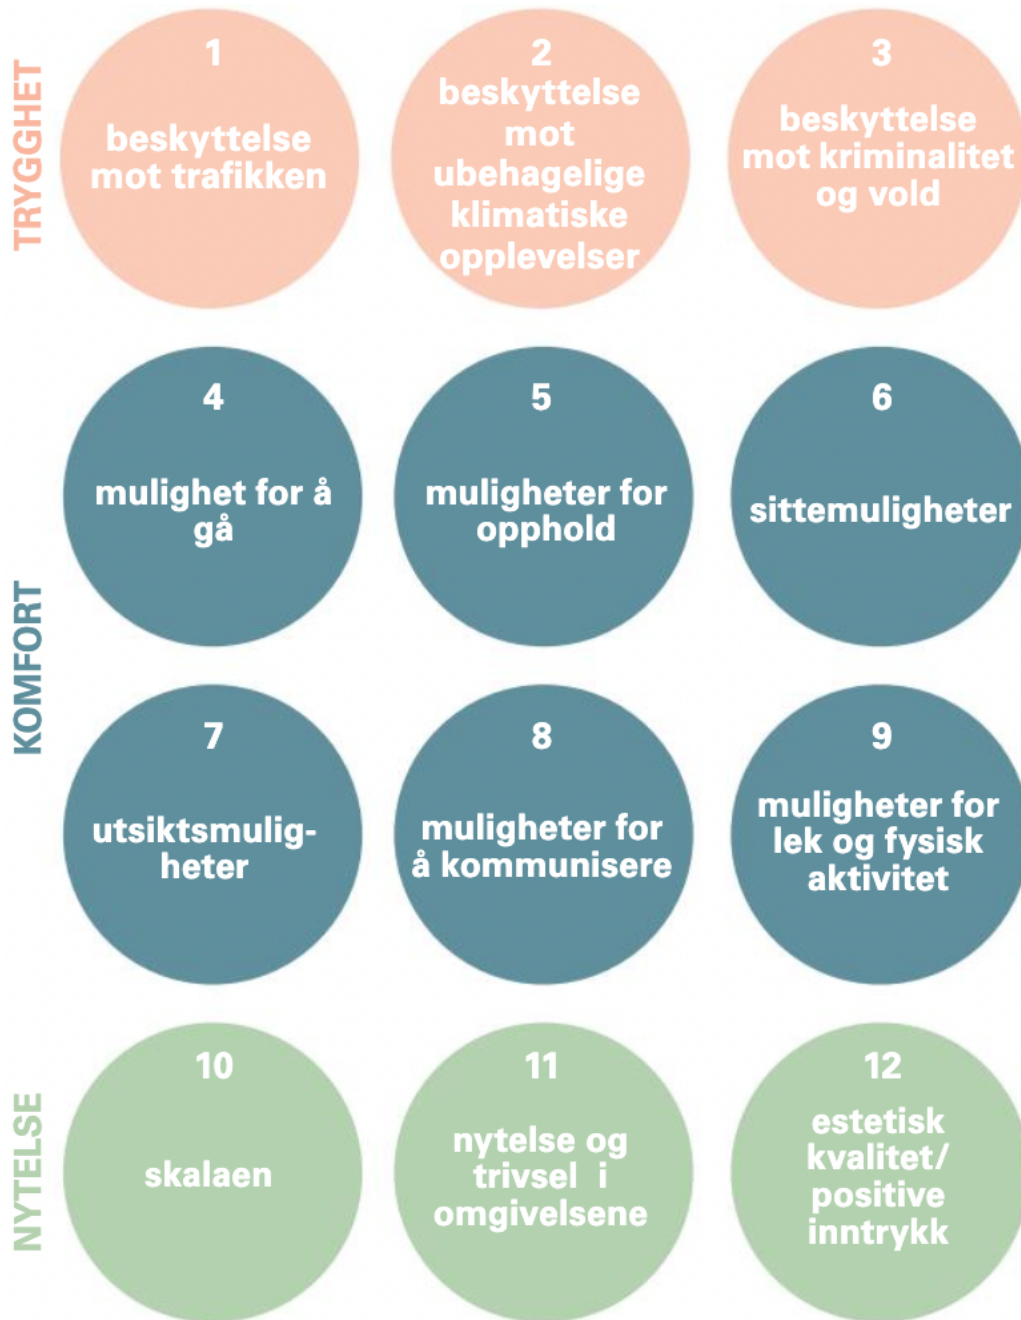 TRYGGHET
1
beskyttelse
mot trafikken
2
beskyttelse
mot
ubehagelige
klimatiske
opplevelser
3
beskyttelse
mot kriminalitet
og vold
KOMFORT
4
mulighet for å
gå
5
muligheter for
opphold
6
sittemuligheter
7
utsiktsmulig-
heter
8
muligheter for
å kommunisere
9
muligheter for
lek og fysisk
aktivitet
NYTELSE
10
skalaen
11
nytelse og
trivsel i
omgivelsene
12
estetisk
kvalitet/
positive
inntrykk